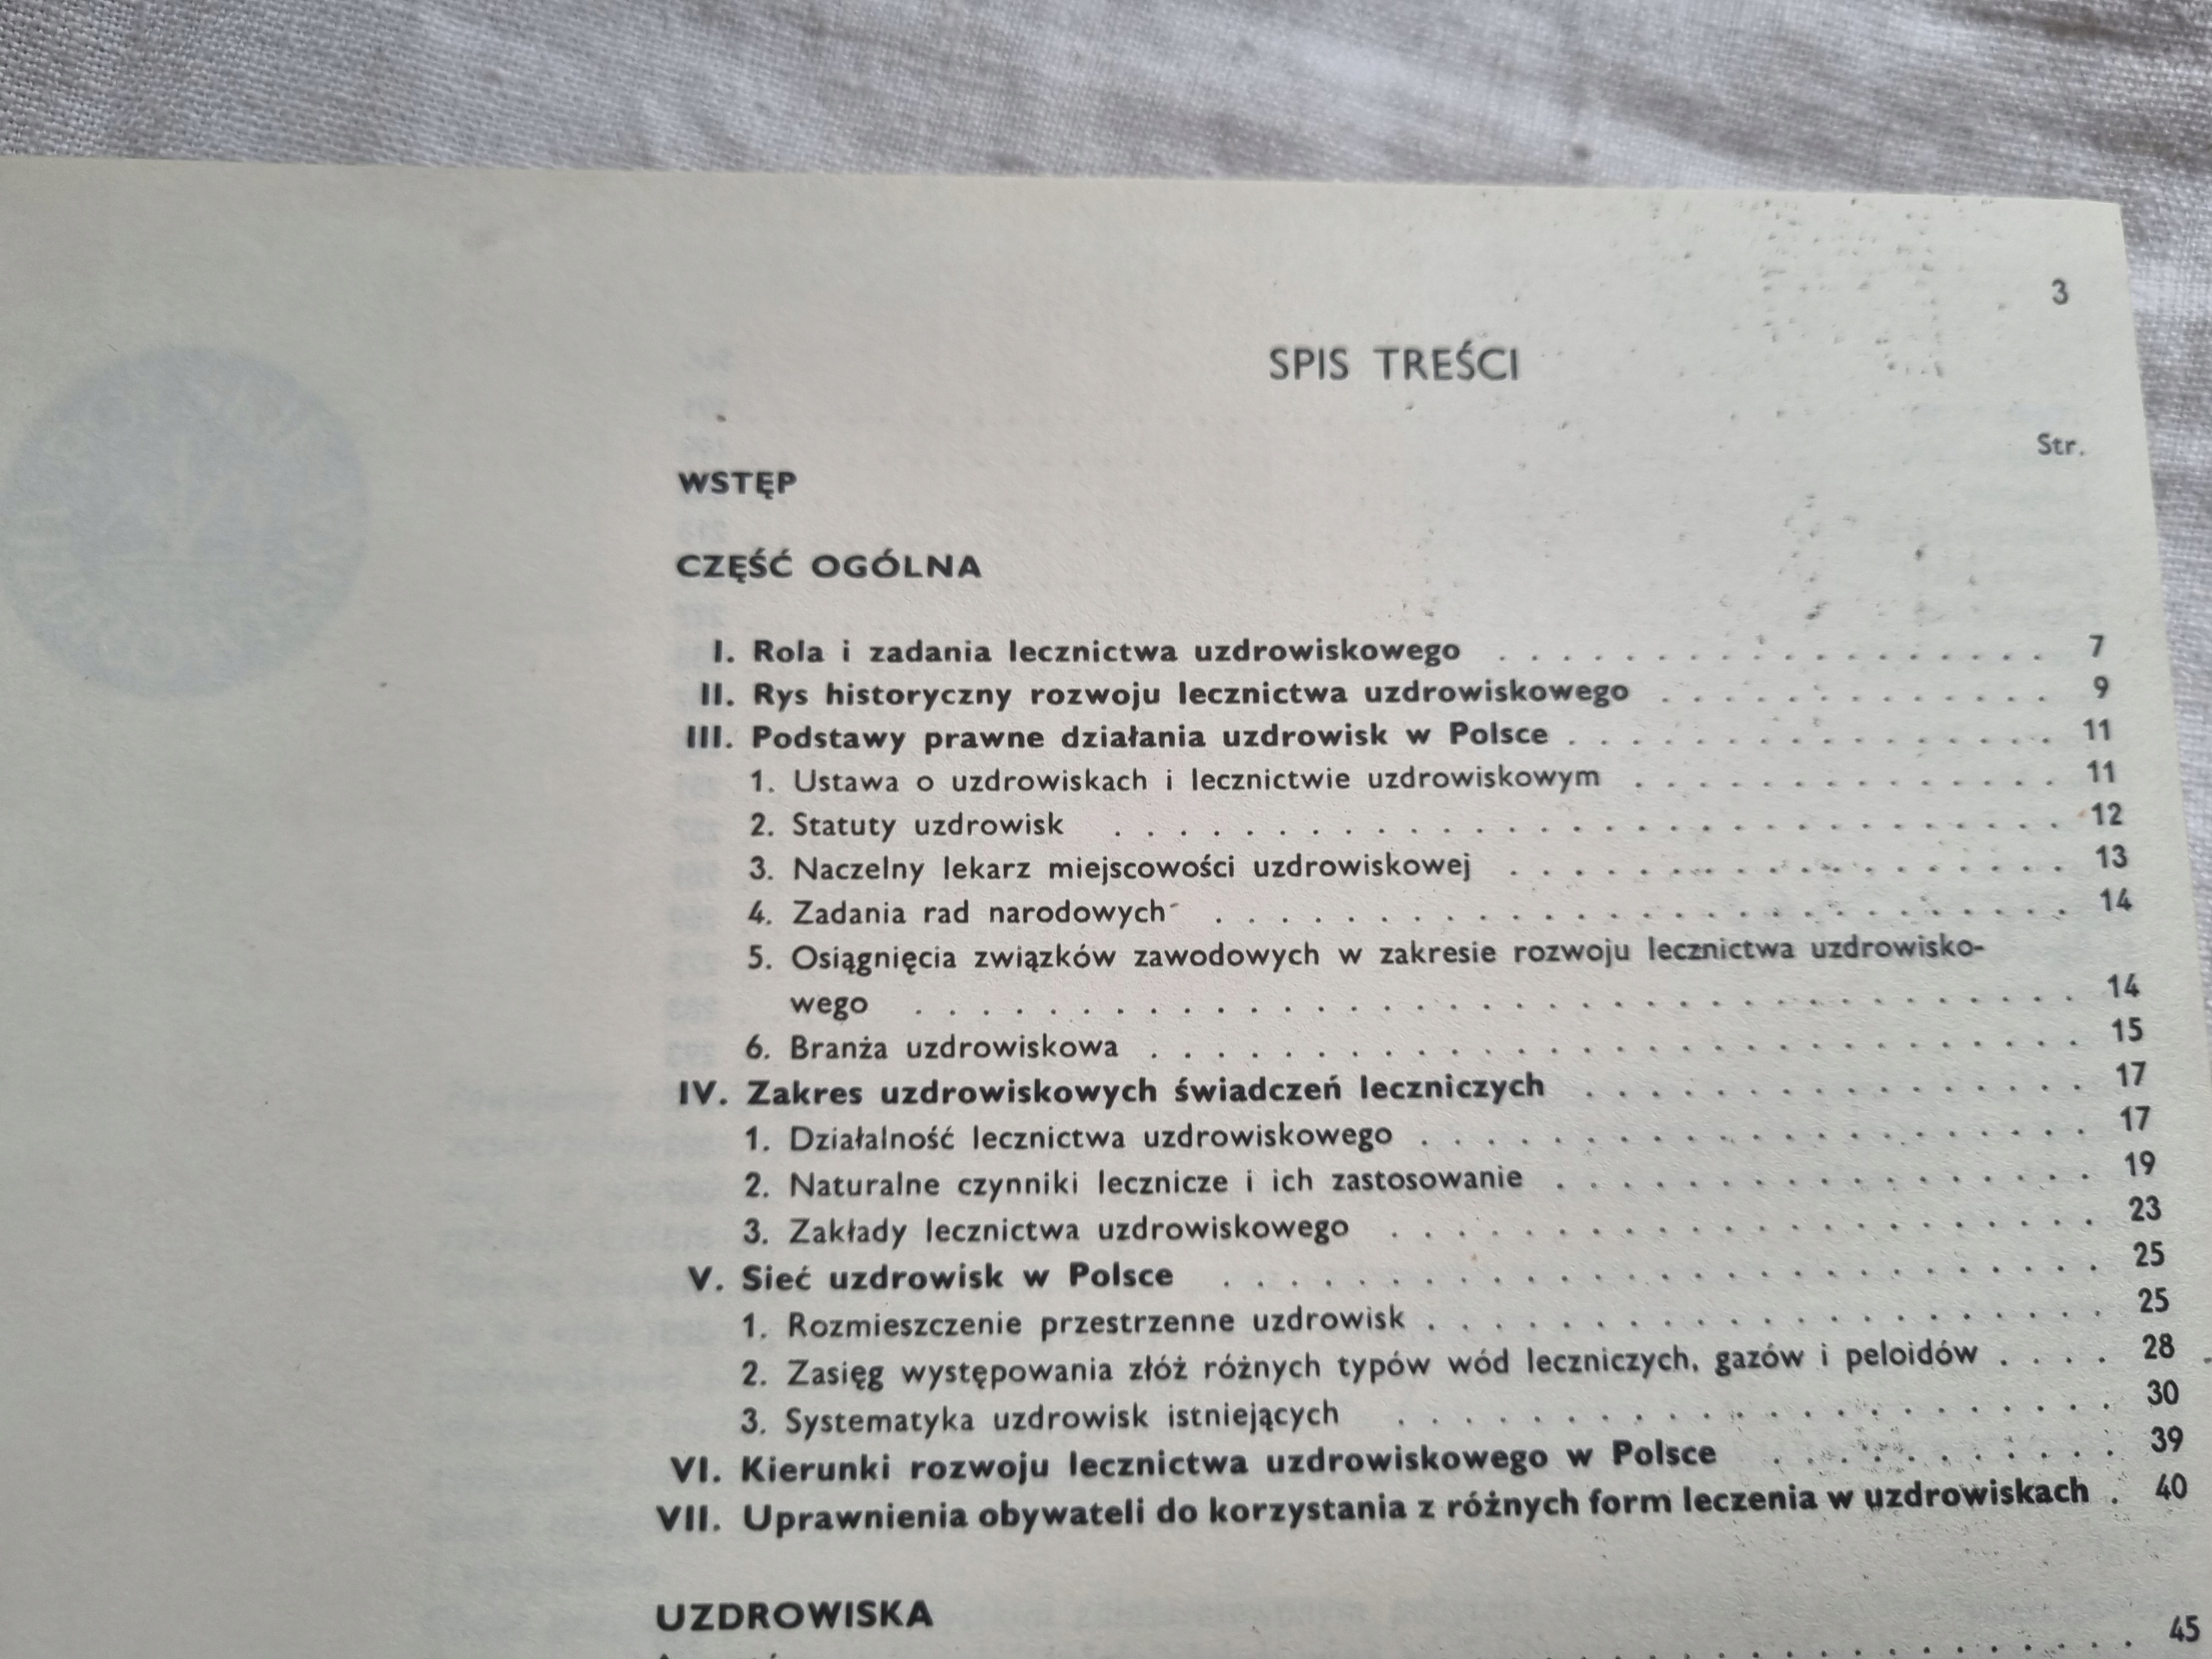 3
SPIS TREŚCI
Str.
WSTĘP
CZĘŚĆ OGÓLNA
I. Rola i zadania lecznictwa uzdrowiskowego . . . . . . . . . . . . . . . . . 7
II. Rys historyczny rozwoju lecznictwa uzdrowiskowego . . . . . . . . . . . . 9
III. Podstawy prawne działania uzdrowisk w Polsce . . . . . . . . . . . . . . . 11
1. Ustawa o uzdrowiskach i lecznictwie uzdrowiskowym . . . . . . . . . . . . . 11
2. Statuty uzdrowisk . . . . . . . . . . . . . . . . . . . . . . . . . . . . . 12
3. Naczelny lekarz miejscowości uzdrowiskowej . . . . . . . . . . . . . . . . . 13
4. Zadania rad narodowych . . . . . . . . . . . . . . . . . . . . . . . . . . 14
5. Osiągnięcia związków zawodowych w zakresie rozwoju lecznictwa uzdrowisko-
wego . . . . . . . . . . . . . . . . . . . . . . . . . . . . . . . . . . . 14
6. Branża uzdrowiskowa . . . . . . . . . . . . . . . . . . . . . . . . . . . . 15
IV. Zakres uzdrowiskowych świadczeń leczniczych . . . . . . . . . . . . . . . 17
1. Działalność lecznictwa uzdrowiskowego . . . . . . . . . . . . . . . . . . . 17
2. Naturalne czynniki lecznicze i ich zastosowanie . . . . . . . . . . . . . . . 19
3. Zakłady lecznictwa uzdrowiskowego . . . . . . . . . . . . . . . . . . . . . 23
V. Sieć uzdrowisk w Polsce . . . . . . . . . . . . . . . . . . . . . . . . . . 25
1. Rozmieszczenie przestrzenne uzdrowisk . . . . . . . . . . . . . . . . . . . 25
2. Zasięg występowania złóż różnych typów wód leczniczych, gazów i peloidów . . . . 28
3. Systematyka uzdrowisk istniejących . . . . . . . . . . . . . . . . . . . . . 30
VI. Kierunki rozwoju lecznictwa uzdrowiskowego w Polsce . . . . . . . . . . . 39
VII. Uprawnienia obywateli do korzystania z różnych form leczenia w uzdrowiskach . 40
UZDROWISKA
45